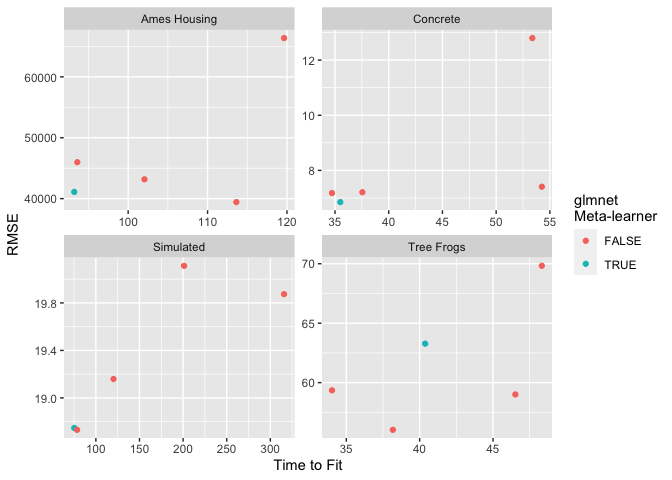 Ames Housing
Concrete
60000
50000
40000
100
110
120
12
10
8
35
40
45
50
55
RMSE
Simulated
Tree Frogs
19.8
19.4
19.0
100
150
200
250
300
70
65
60
35
40
45
Time to Fit
glmnet
Meta-learner
FALSE
TRUE